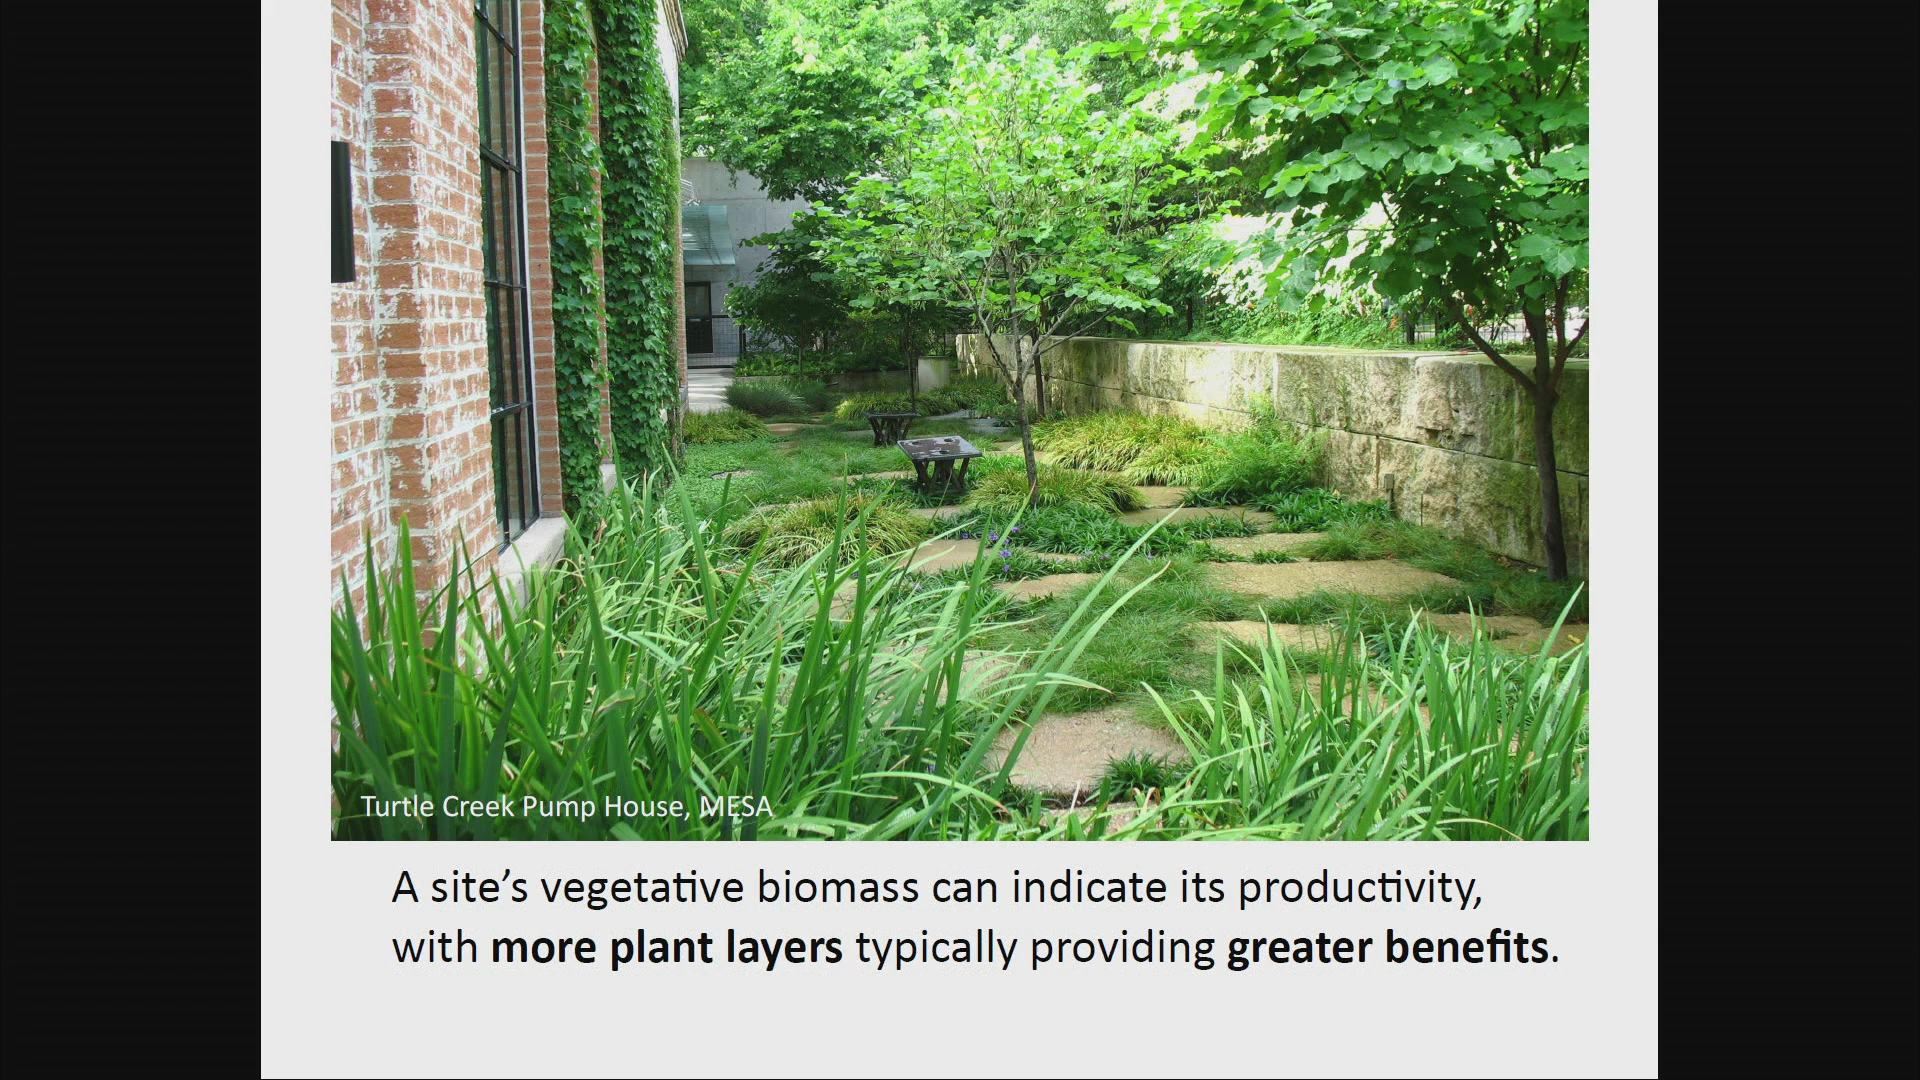 Turtle Creek Pump House, MESA
A site’s vegetative biomass can indicate its productivity,
with more plant layers typically providing greater benefits.